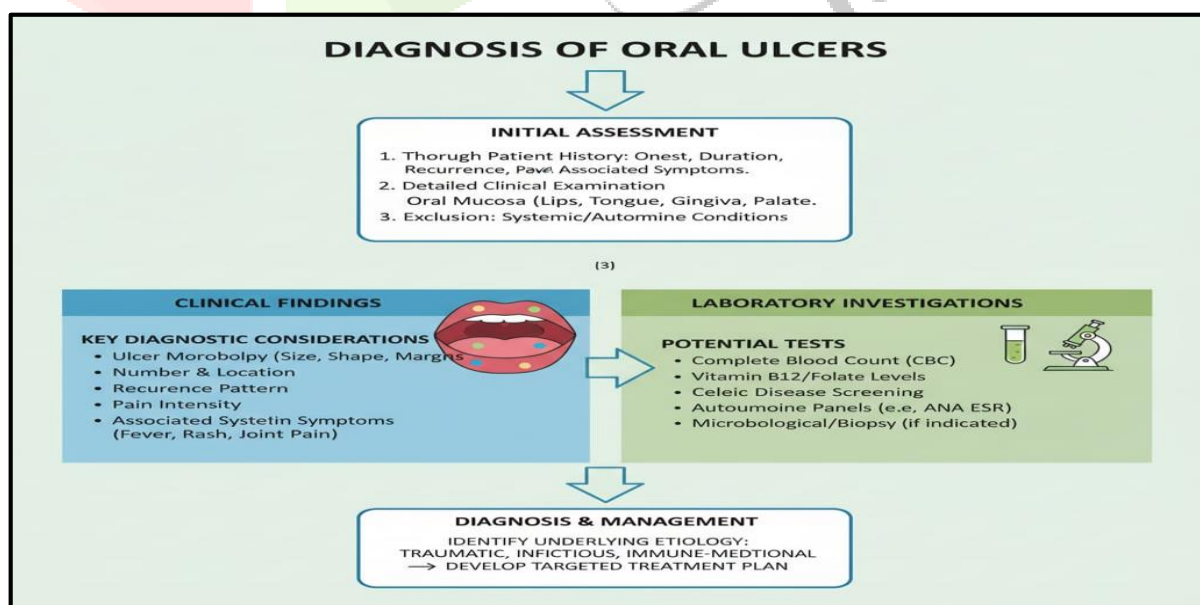 DIAGNOSIS OF ORAL ULCERS
INITIAL ASSESSMENT
1. Thorugh Patient History: Onest, Duration,
Recurrence, Associated Symptoms.
2. Detailed Clinical Examination
Oral Mucosa (Lips, Tongue, Gingiva, Palate.
3. Exclusion: Systemic/Automine Conditions
(3)
CLINICAL FINDINGS
KEY DIAGNOSTIC CONSIDERATIONS
• Ulcer Morobolpy (Size, Shape, Margns
• Number & Location
• Recurence Pattern
• Pain Intensity
• Associated Systetin Symptoms
(Fever, Rash, Joint Pain)
LABORATORY INVESTIGATIONS
POTENTIAL TESTS
• Complete Blood Count (CBC)
• Vitamin B12/Folate Levels
• Celeic Disease Screening
• Autoumoine Panels (e.e, ANA ESR)
• Microbological/Biopsy (if indicated)
DIAGNOSIS & MANAGEMENT
IDENTIFY UNDERLYING ETIOLOGY:
TRAUMATIC, INFICTIOUS, IMMUNE-MEDTIONAL
→ DEVELOP TARGETED TREATMENT PLAN